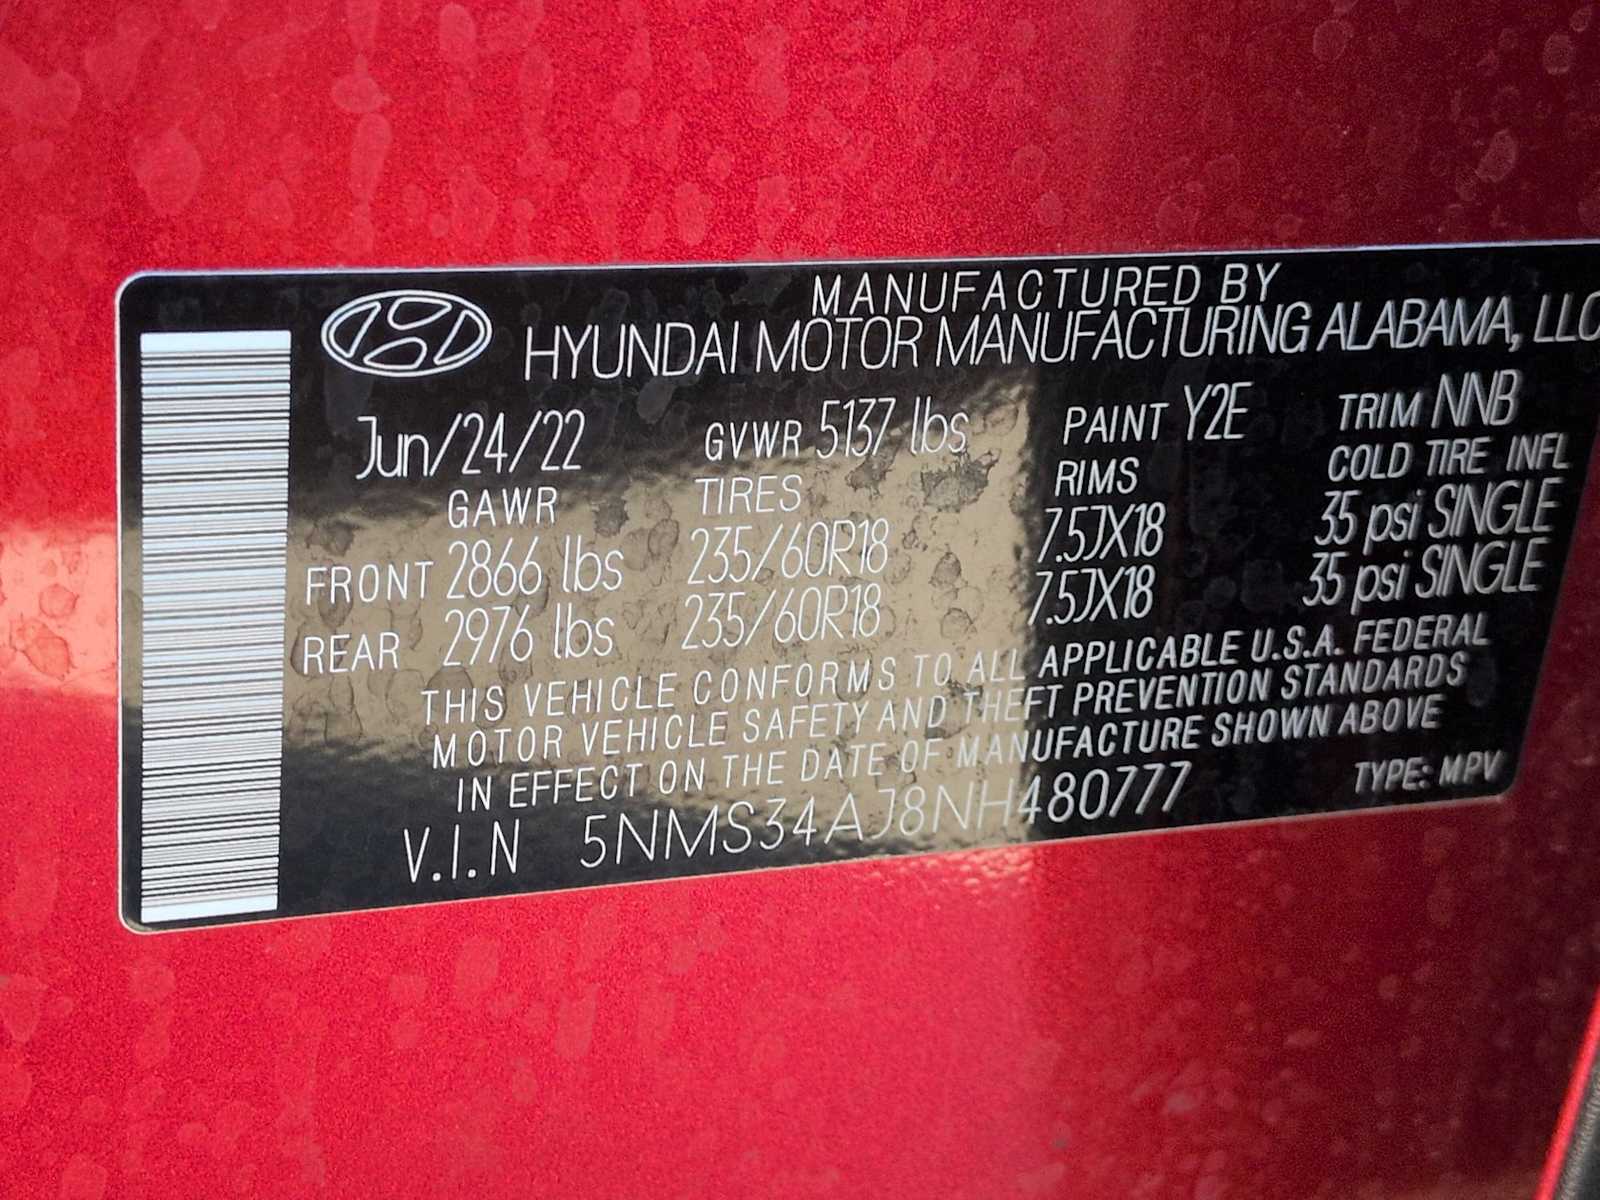 MANUFACTURED BY
HYUNDAI MOTOR MANUFACTURING ALABAMA, LLC
Jun/24/22 GVWR 5137 lbs PAINT Y2E TRIM NNB
GAWR TIRES RIMS COLD TIRE INFL
FRONT 2866 lbs 235/60R18 7.5JX18 35 psi SINGLE
REAR 2976 lbs 235/60R18 7.5JX18 35 psi SINGLE
THIS VEHICLE CONFORMS TO ALL APPLICABLE U.S.A. FEDERAL
MOTOR VEHICLE SAFETY AND THEFT PREVENTION STANDARDS
IN EFFECT ON THE DATE OF MANUFACTURE SHOWN ABOVE
V.I.N 5NMS34AJ8NH480777 TYPE: MPV